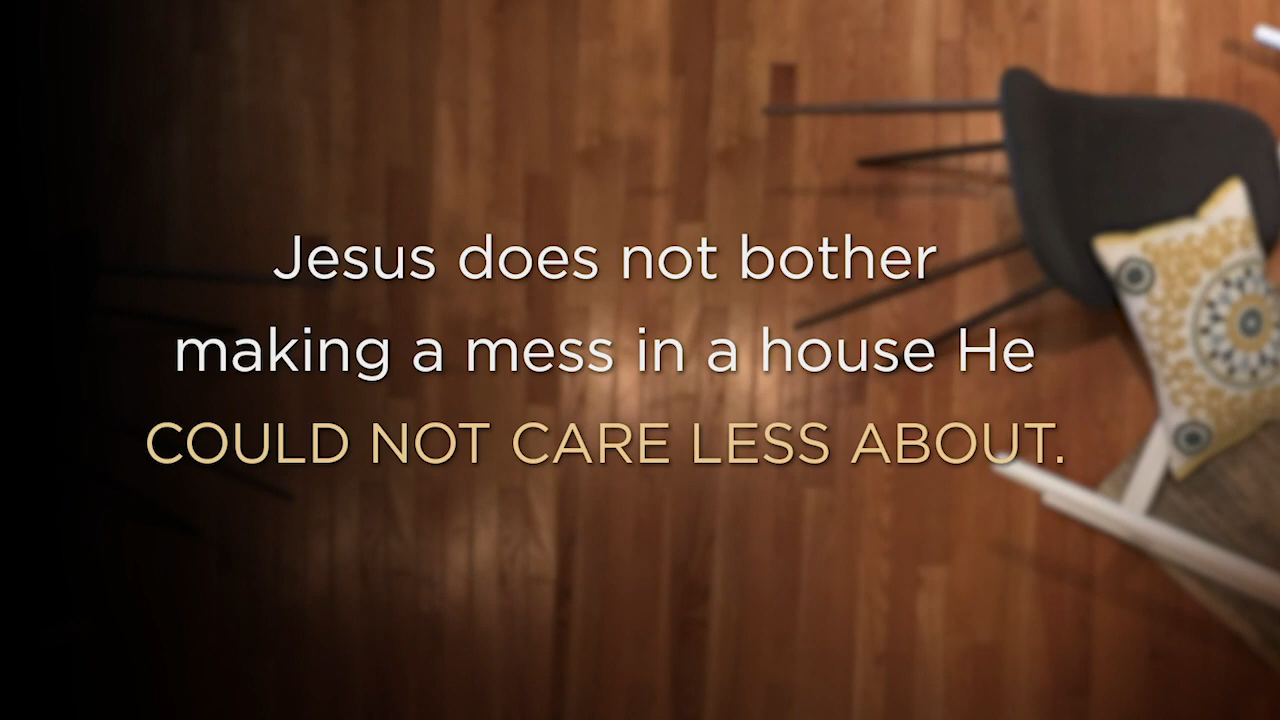 Jesus does not bother
making a mess in a house He
COULD NOT CARE LESS ABOUT.